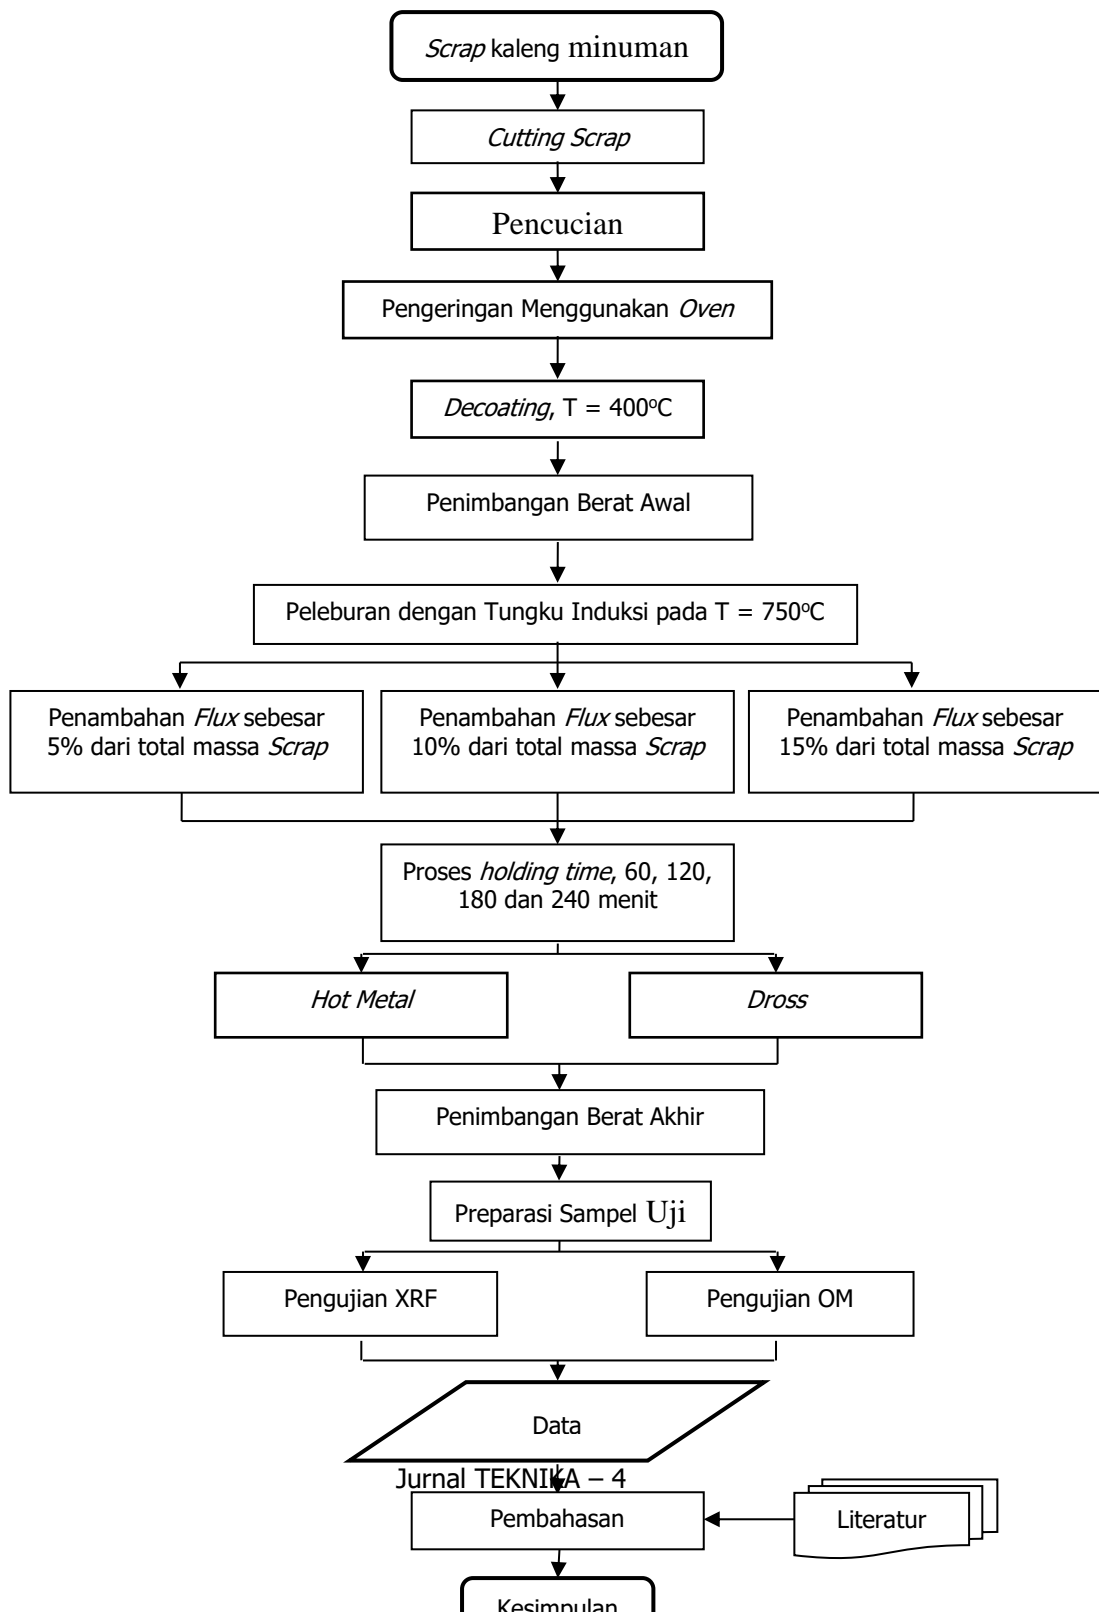 Scrap kaleng minuman
Cutting Scrap
Pencucian
Pengeringan Menggunakan Oven
Decoating, T = 400°C
Penimbangan Berat Awal
Peleburan dengan Tungku Induksi pada T = 750°C
Penambahan Flux sebesar
5% dari total massa Scrap
Penambahan Flux sebesar
10% dari total massa Scrap
Penambahan Flux sebesar
15% dari total massa Scrap
Proses holding time, 60, 120,
180 dan 240 menit
Hot Metal
Dross
Penimbangan Berat Akhir
Preparasi Sampel Uji
Pengujian XRF
Pengujian OM
Data
Jurnal TEKNIKA – 4
Pembahasan
Literatur
Kesimpulan